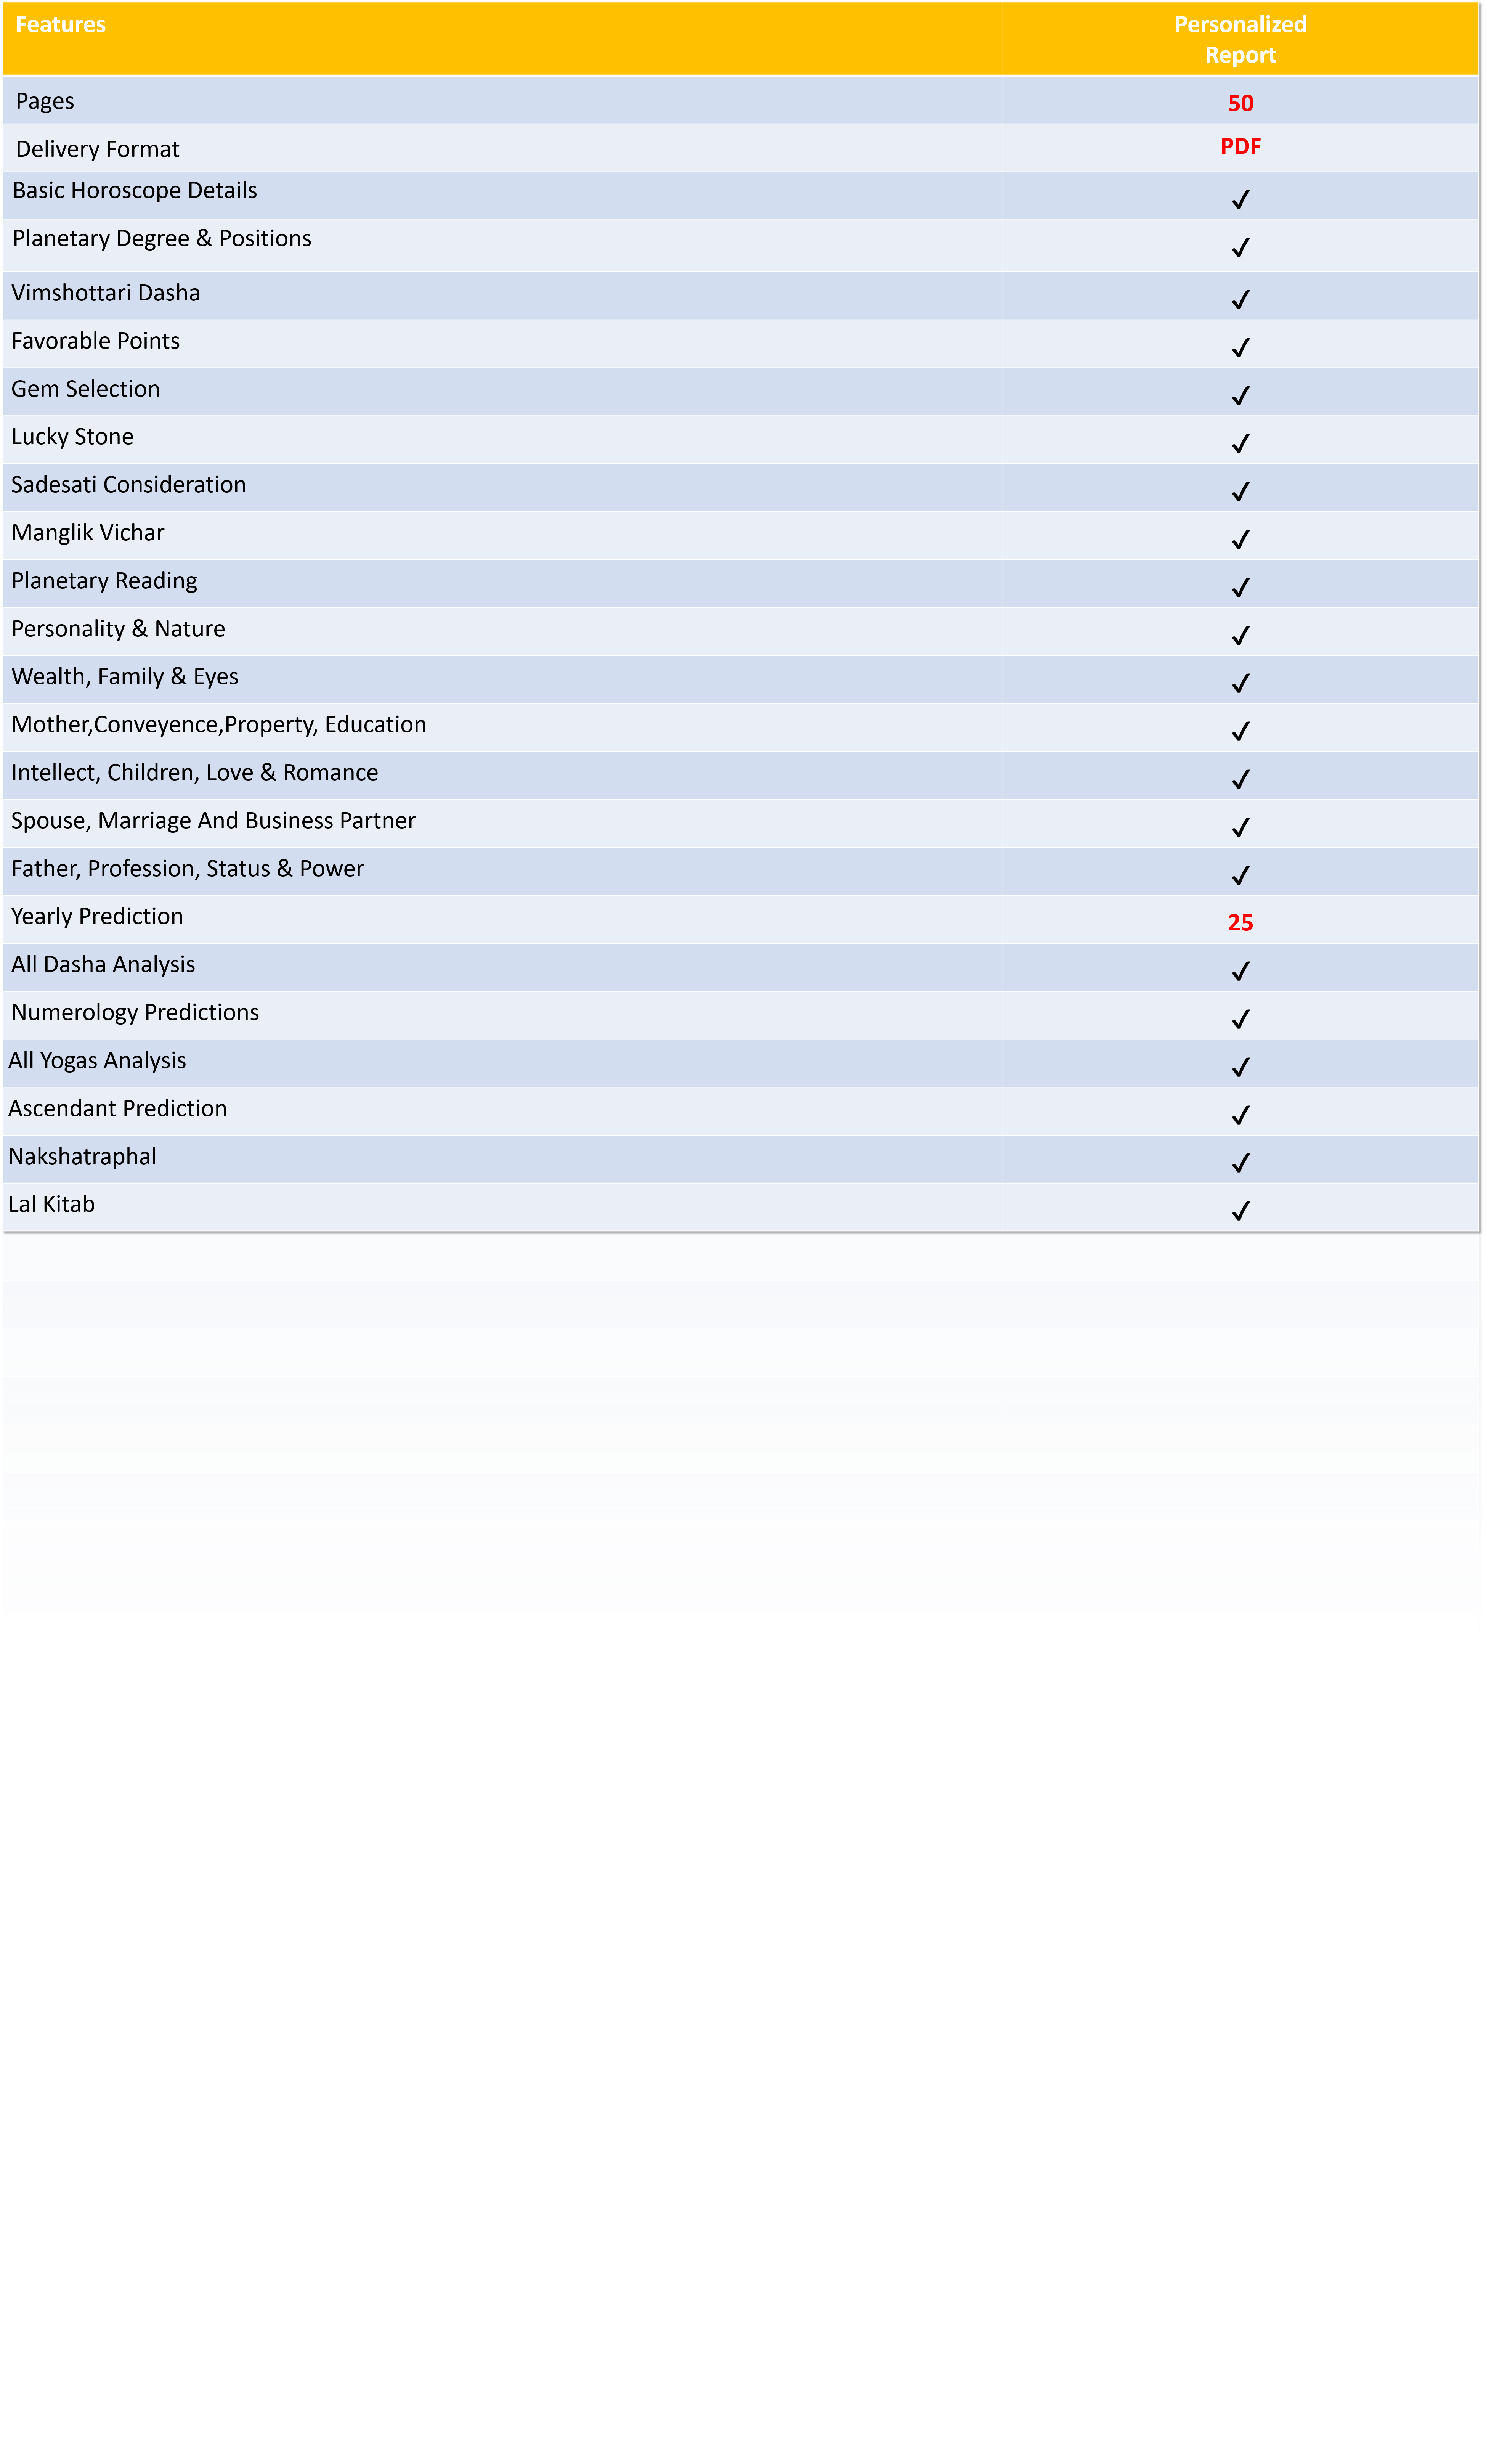 Features
Personalized
Report
Pages 50
Delivery Format PDF
Basic Horoscope Details ✓
Planetary Degree & Positions ✓
Vimshottari Dasha ✓
Favorable Points ✓
Gem Selection ✓
Lucky Stone ✓
Sadesati Consideration ✓
Manglik Vichar ✓
Planetary Reading ✓
Personality & Nature ✓
Wealth, Family & Eyes ✓
Mother,Conveyence,Property, Education ✓
Intellect, Children, Love & Romance ✓
Spouse, Marriage And Business Partner ✓
Father, Profession, Status & Power ✓
Yearly Prediction 25
All Dasha Analysis ✓
Numerology Predictions ✓
All Yogas Analysis ✓
Ascendant Prediction ✓
Nakshatraphal ✓
Lal Kitab ✓